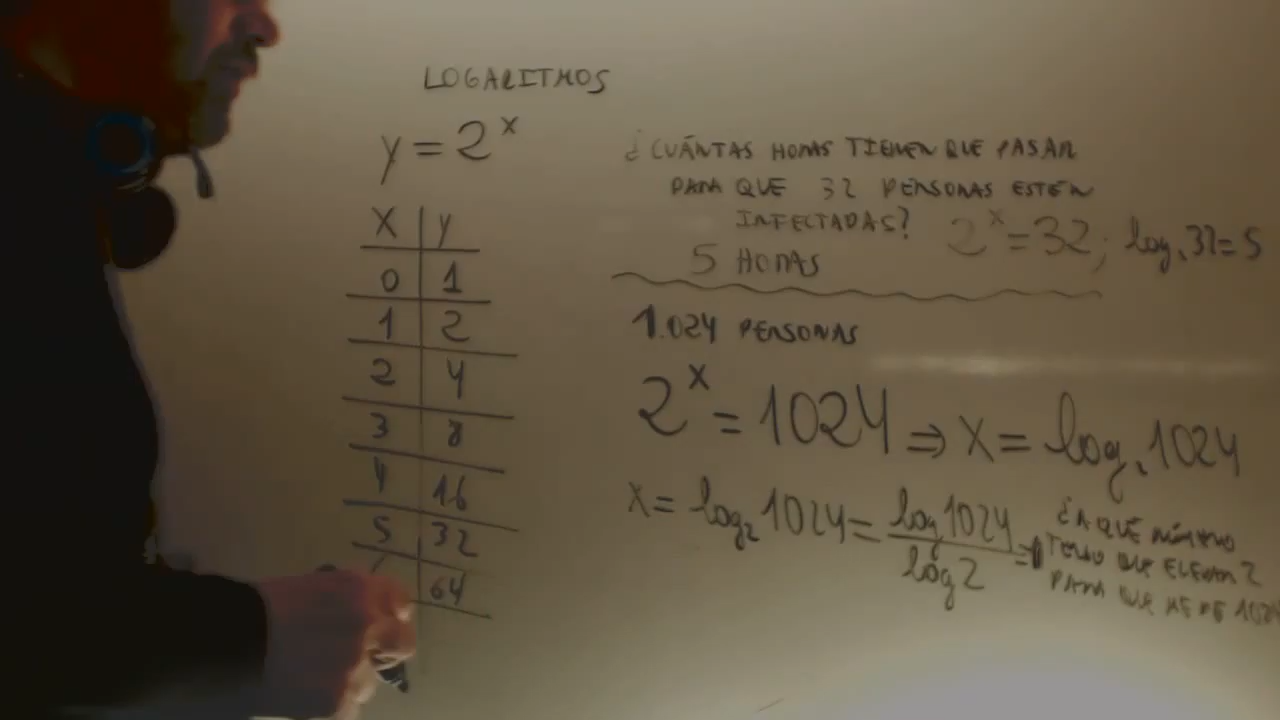 LOGARITMOS
y = 2^x
x | y
0 | 1
1 | 2
2 | 4
3 | 8
4 | 16
5 | 32
64
¿CUÁNTAS HORAS TIENEN QUE PASAR
PARA QUE 32 PERSONAS ESTÉN
INFECTADAS? 2^x = 32; log₂ 32 = 5
5 HORAS
1.024 PERSONAS
2^x = 1024 ⇒ x = log₂ 1024
x = log₂ 1024 = log 1024 / log 2 =
¿A QUÉ NÚMERO
TENGO QUE ELEVAR 2
PARA QUE ME DE 1024